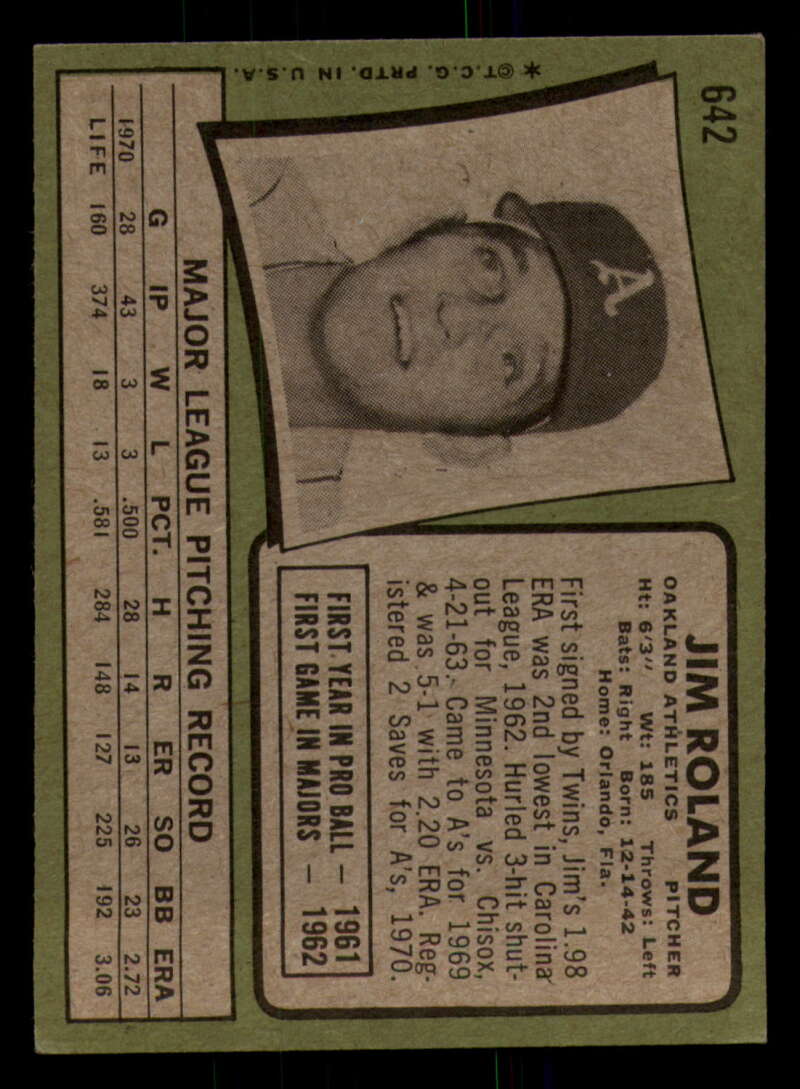 642
A
JIM ROLAND
OAKLAND ATHLETICS PITCHER
Ht: 6'3" Wt: 185 Throws: Left
Bats: Right Born: 12-14-42
Home: Orlando, Fla.
First signed by Twins, Jim's 1.98
ERA was 2nd lowest in Carolina
League, 1962. Hurled 3-hit shut-
out for Minnesota vs. Chisox,
4-21-63. Came to A's for 1969
& was 5-1 with 2.20 ERA. Reg-
istered 2 Saves for A's, 1970.
FIRST YEAR IN PRO BALL – 1961
FIRST GAME IN MAJORS – 1962
MAJOR LEAGUE PITCHING RECORD
G IP W L PCT. H R ER SO BB ERA
1970 28 43 3 3 .500 28 14 13 26 23 2.72
LIFE 160 374 18 13 .581 284 148 127 225 192 3.06
*©T.C.G. PRTD. IN U.S.A.